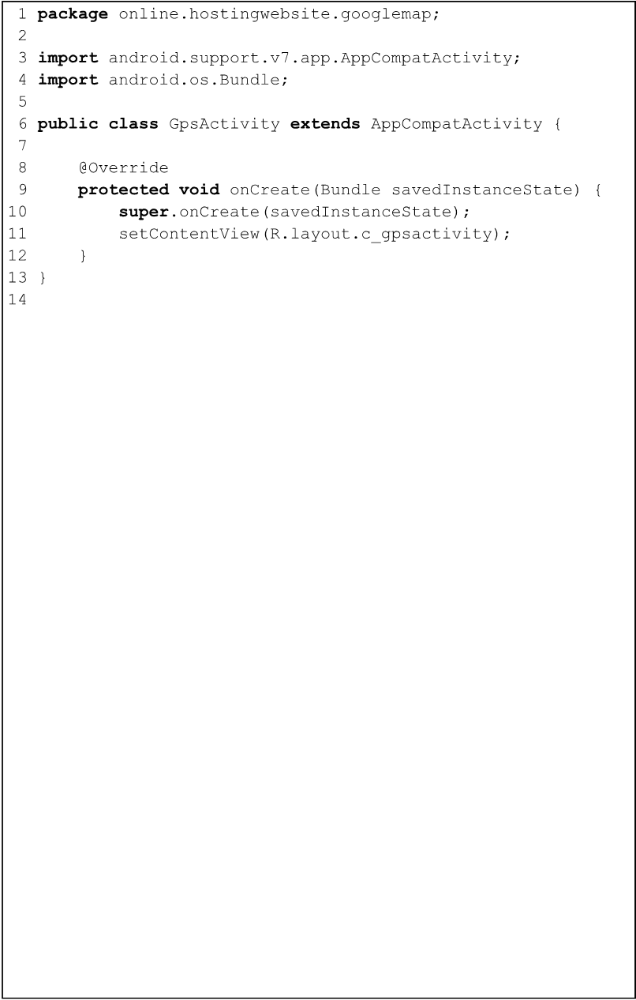 1 package online.hostingwebsite.googlemap;
2
3 import android.support.v7.app.AppCompatActivity;
4 import android.os.Bundle;
5
6 public class GpsActivity extends AppCompatActivity {
7
8     @Override
9     protected void onCreate(Bundle savedInstanceState) {
10         super.onCreate(savedInstanceState);
11         setContentView(R.layout.c_gpsactivity);
12     }
13 }
14